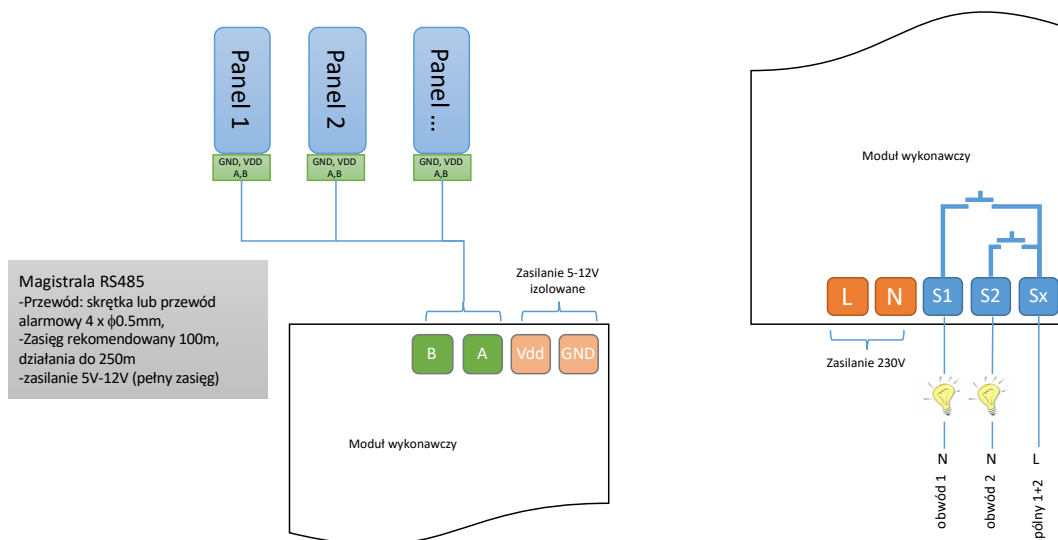 Panel 1
Panel 2
Panel ...
GND, VDD
A,B
GND, VDD
A,B
GND, VDD
A,B
Magistrala RS485
-Przewód: skrętka lub przewód
alarmowy 4 x ϕ0.5mm,
-Zasięg rekomendowany 100m,
działania do 250m
-zasilanie 5V-12V (pełny zasięg)
Zasilanie 5-12V
izolowane
B
A
Vdd
GND
Moduł wykonawczy
Moduł wykonawczy
L
N
S1
S2
Sx
Zasilanie 230V
N
N
L
obwód 1
obwód 2
pólny 1+2